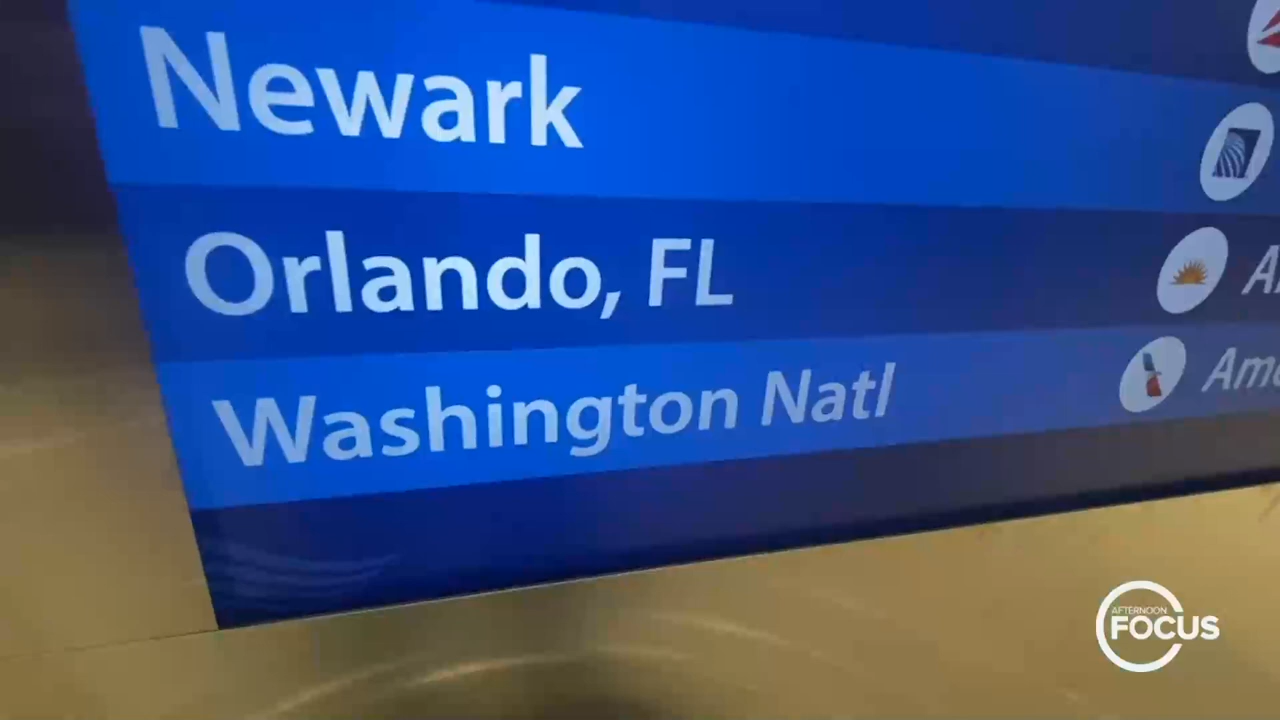 Newark
Orlando, FL
Washington Natl
AFTERNOON
FOCUS